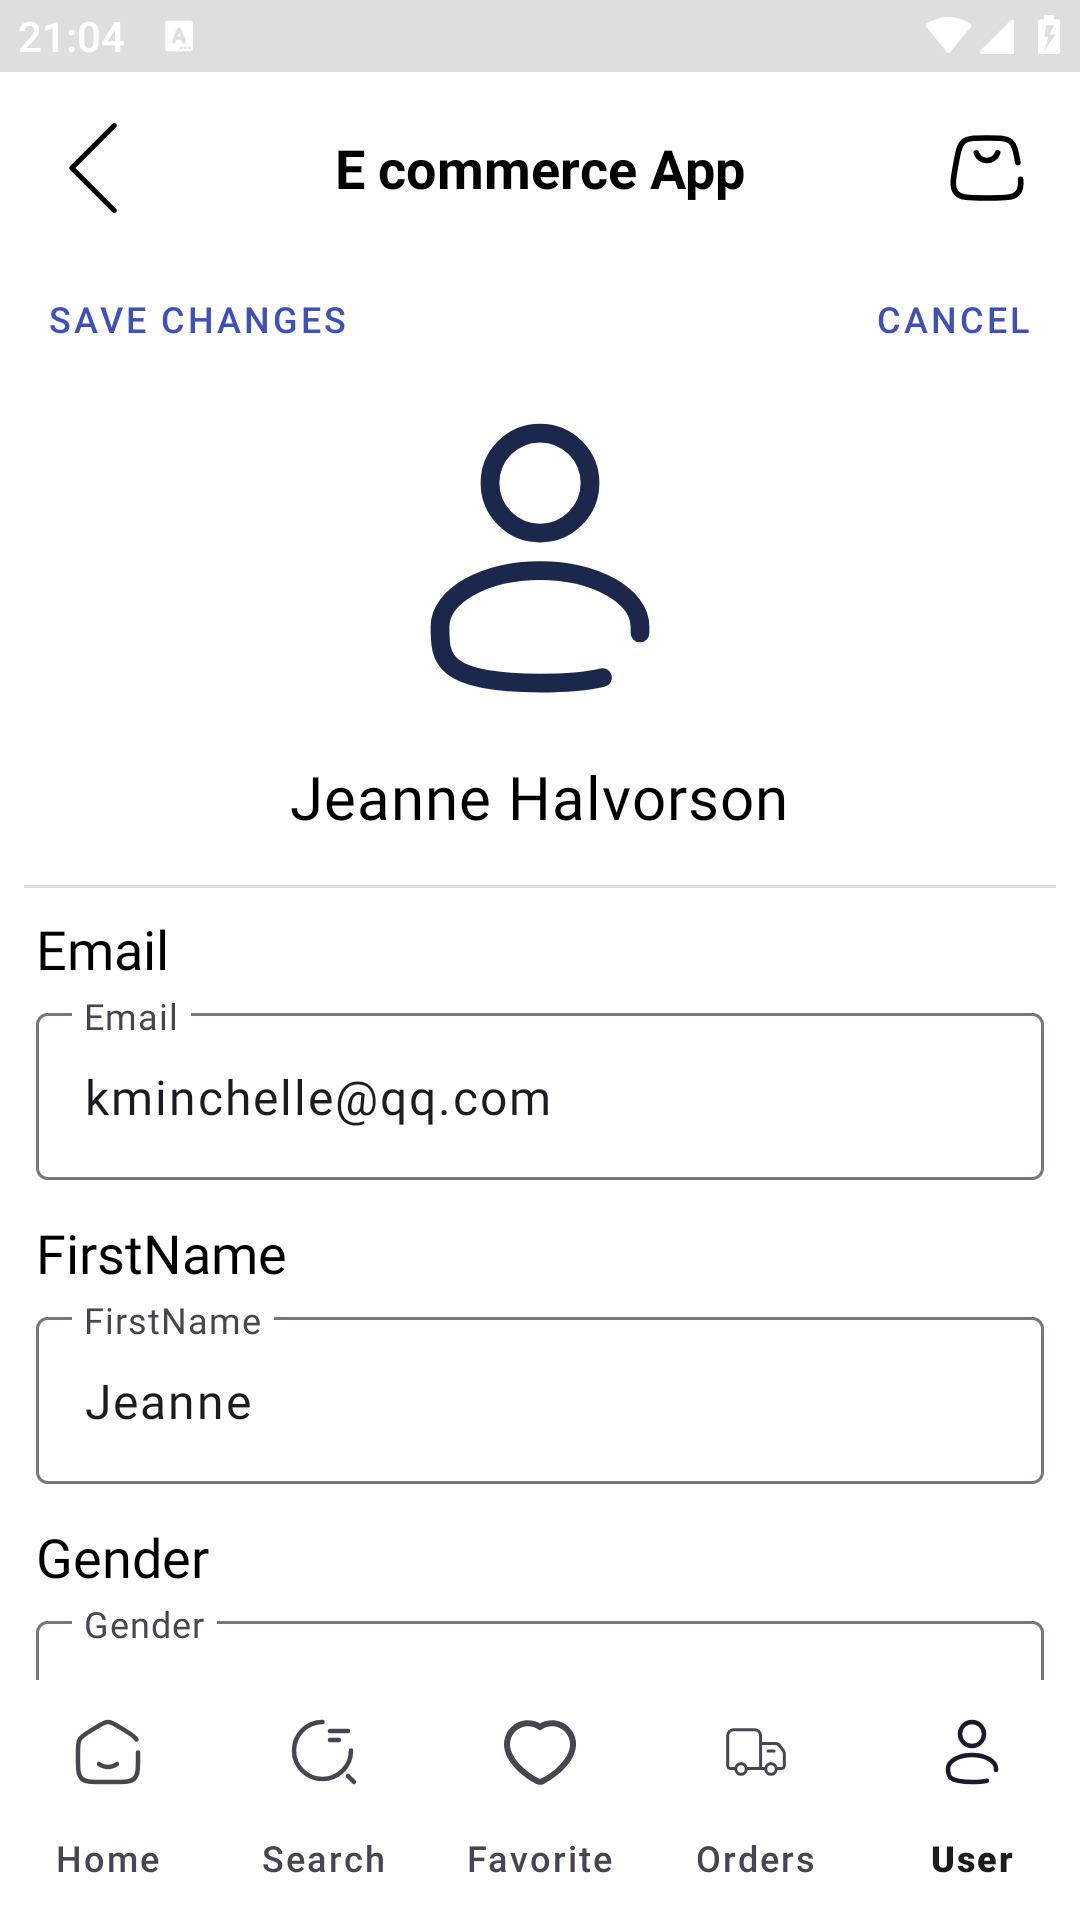 21:04
E commerce App
SAVE CHANGES CANCEL
Jeanne Halvorson
Email
Email
kminchelle@qq.com
FirstName
FirstName
Jeanne
Gender
Gender
Home Search Favorite Orders User